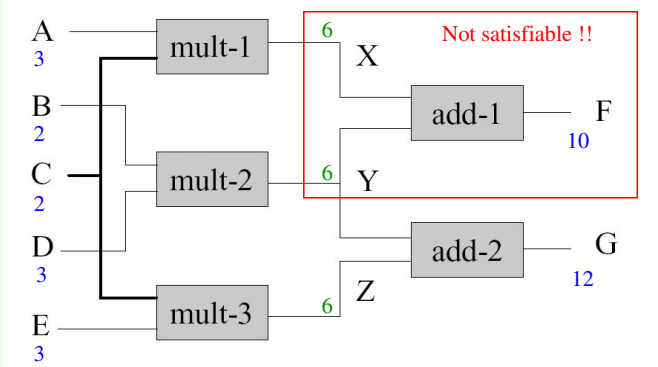 A
3
mult-1
6
X
Not satisfiable !!
B
2
add-1
F
10
C
2
mult-2
6
Y
D
3
add-2
G
12
E
3
mult-3
6
Z